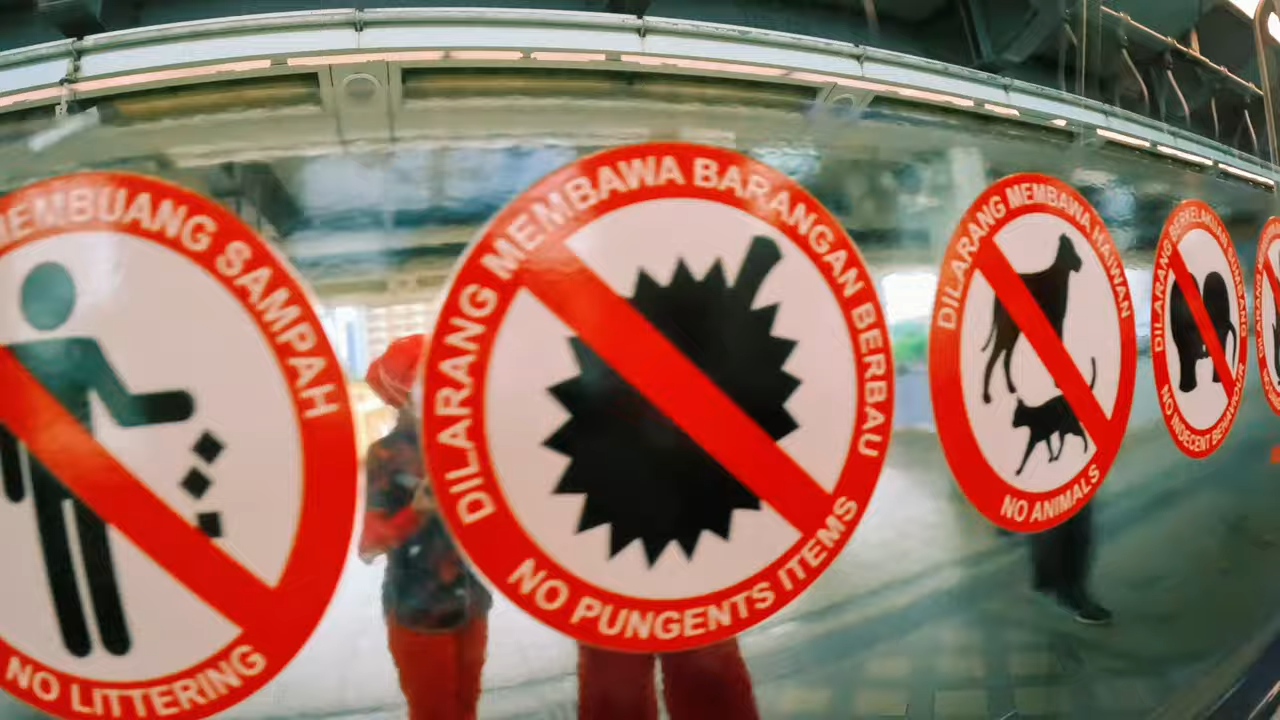 MEMBUANG SAMPAH
NO LITTERING
DILARANG MEMBAWA BARANGAN BERBAU
NO PUNGENTS ITEMS
DILARANG MEMBAWA HAIWAN
NO ANIMALS
DILARANG BERKELAKUAN SUMBANG
NO INDECENT BEHAVIOUR